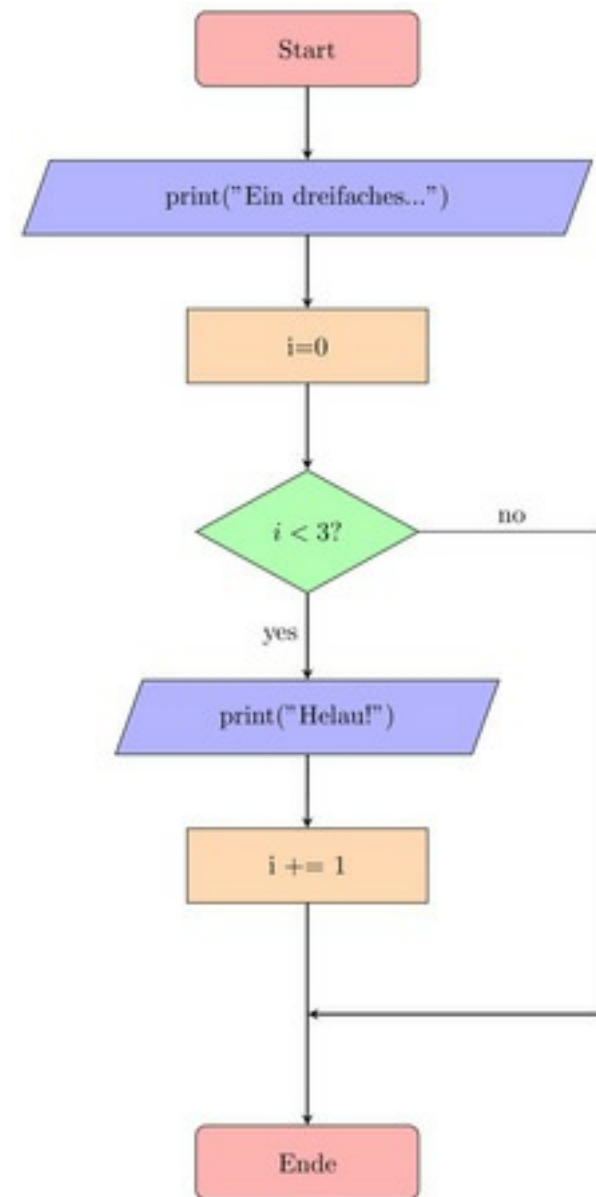 Start
print("Ein dreifaches...")
i=0
i < 3?
no
yes
print("Helau!")
i += 1
Ende